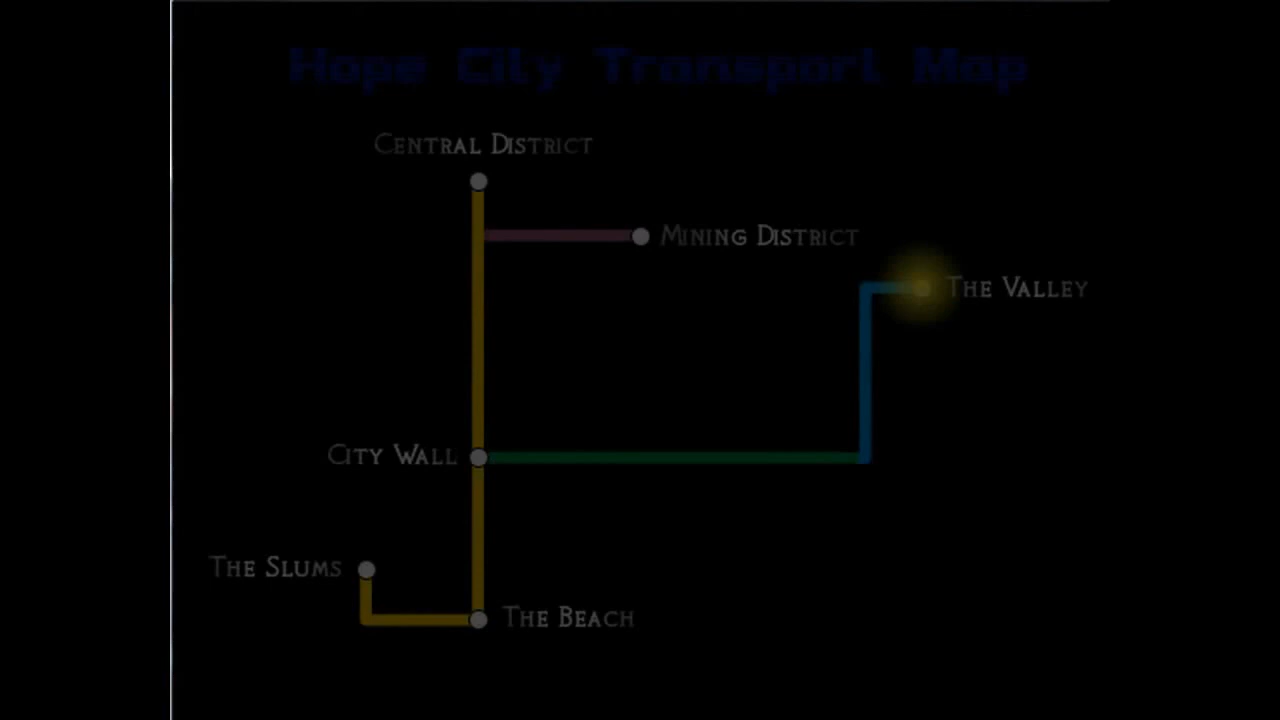 Hope City Transport Map
Central District
Mining District
The Valley
City Wall
The Slums
The Beach